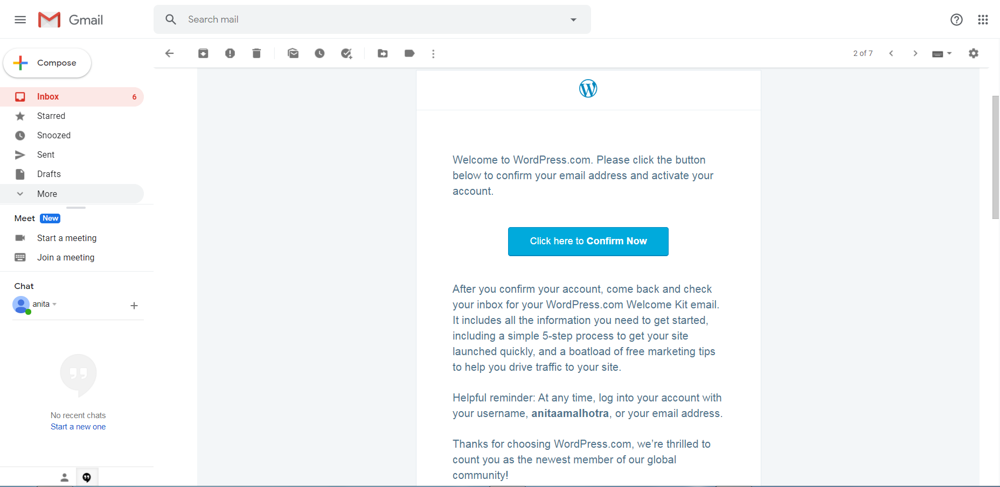 Gmail
Search mail
Compose
2 of 7
Inbox 6
Starred
Snoozed
Sent
Drafts
More
Meet New
Start a meeting
Join a meeting
Chat
anita
No recent chats
Start a new one
Welcome to WordPress.com. Please click the button
below to confirm your email address and activate your
account.
Click here to Confirm Now
After you confirm your account, come back and check
your inbox for your WordPress.com Welcome Kit email.
It includes all the information you need to get started,
including a simple 5-step process to get your site
launched quickly, and a boatload of free marketing tips
to help you drive traffic to your site.
Helpful reminder: At any time, log into your account with
your username, anitaamalhotra, or your email address.
Thanks for choosing WordPress.com, we’re thrilled to
count you as the newest member of our global
community!